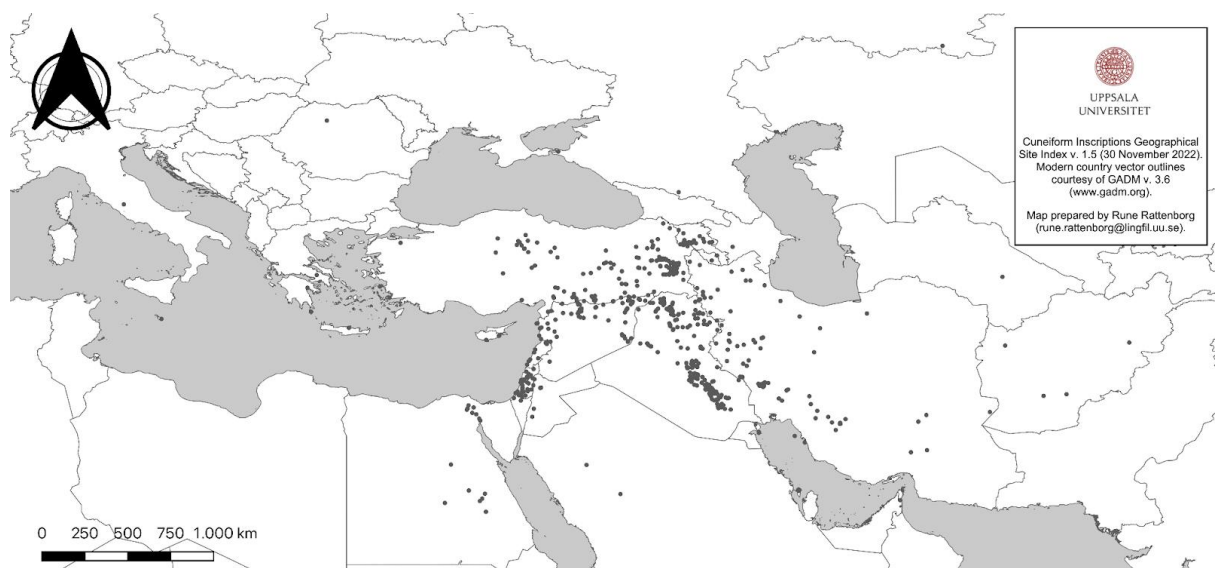 UPPSALA
UNIVERSITET
Cuneiform Inscriptions Geographical
Site Index v. 1.5 (30 November 2022).
Modern country vector outlines
courtesy of GADM v. 3.6
(www.gadm.org).
Map prepared by Rune Rattenborg
(rune.rattenborg@lingfil.uu.se).
0 250 500 750 1.000 km